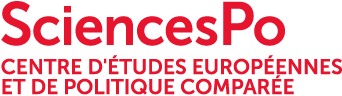 SciencesPo
CENTRE D'ÉTUDES EUROPÉENNES
ET DE POLITIQUE COMPARÉE